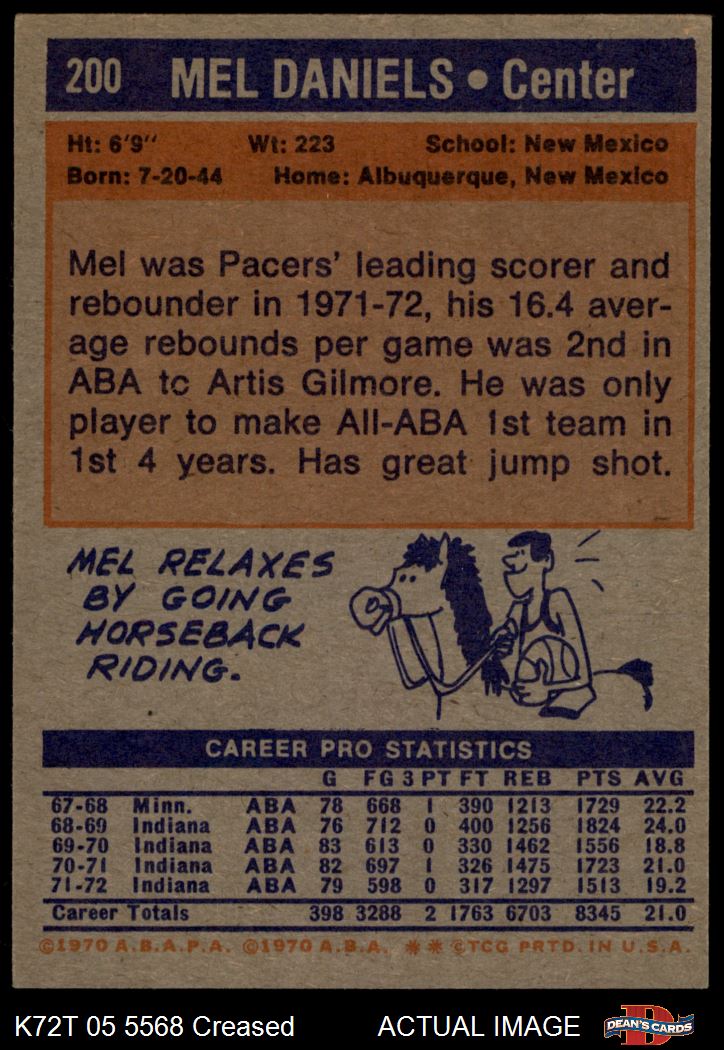 200 MEL DANIELS • Center
Ht: 6'9" Wt: 223 School: New Mexico
Born: 7-20-44 Home: Albuquerque, New Mexico
Mel was Pacers' leading scorer and
rebounder in 1971-72, his 16.4 aver-
age rebounds per game was 2nd in
ABA tc Artis Gilmore. He was only
player to make All-ABA 1st team in
1st 4 years. Has great jump shot.
MEL RELAXES
BY GOING
HORSEBACK
RIDING.
CAREER PRO STATISTICS
G FG 3 PT FT REB PTS AVG
67-68 Minn. ABA 78 668 1 390 1213 1729 22.2
68-69 Indiana ABA 76 712 0 400 1256 1824 24.0
69-70 Indiana ABA 83 613 0 330 1462 1556 18.8
70-71 Indiana ABA 82 697 1 326 1475 1723 21.0
71-72 Indiana ABA 79 598 0 317 1297 1513 19.2
Career Totals 398 3288 2 1763 6703 8345 21.0
©1970 A.B.A.P.A. ©1970 A.B.A. ** ©TCG PRTD. IN U.S.A.
K72T 05 5568 Creased ACTUAL IMAGE DEAN'S CARDS